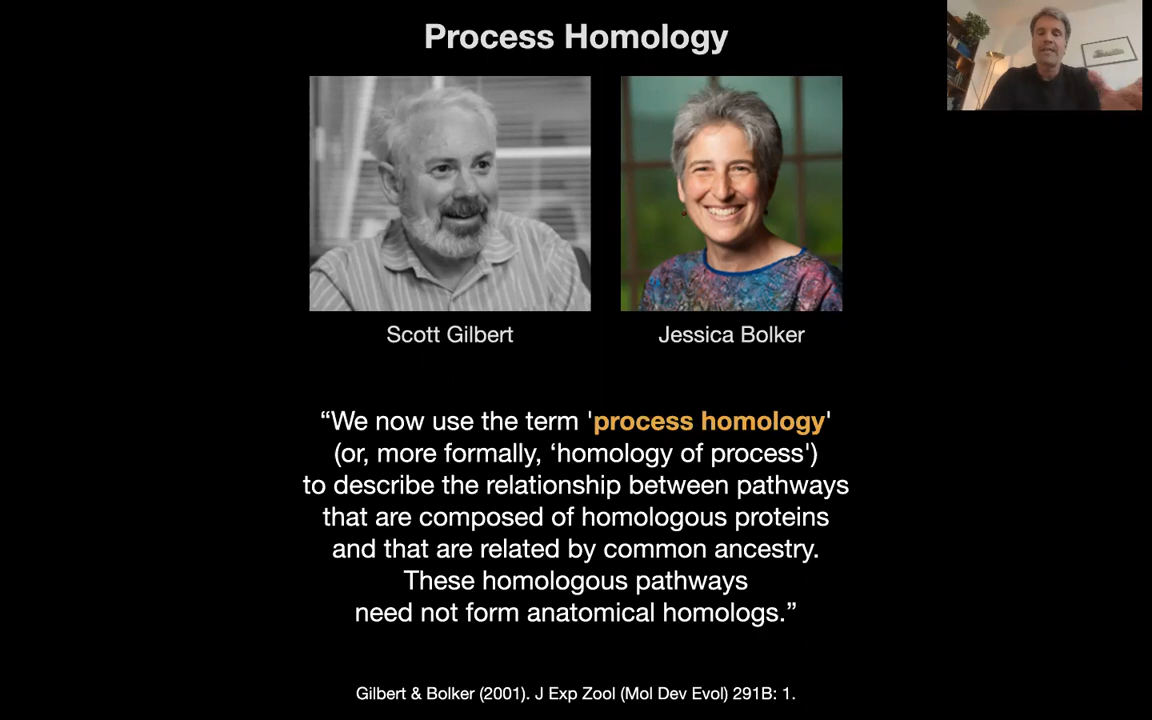 Process Homology
Scott Gilbert
Jessica Bolker
“We now use the term 'process homology'
(or, more formally, ‘homology of process')
to describe the relationship between pathways
that are composed of homologous proteins
and that are related by common ancestry.
These homologous pathways
need not form anatomical homologs.”
Gilbert & Bolker (2001). J Exp Zool (Mol Dev Evol) 291B: 1.